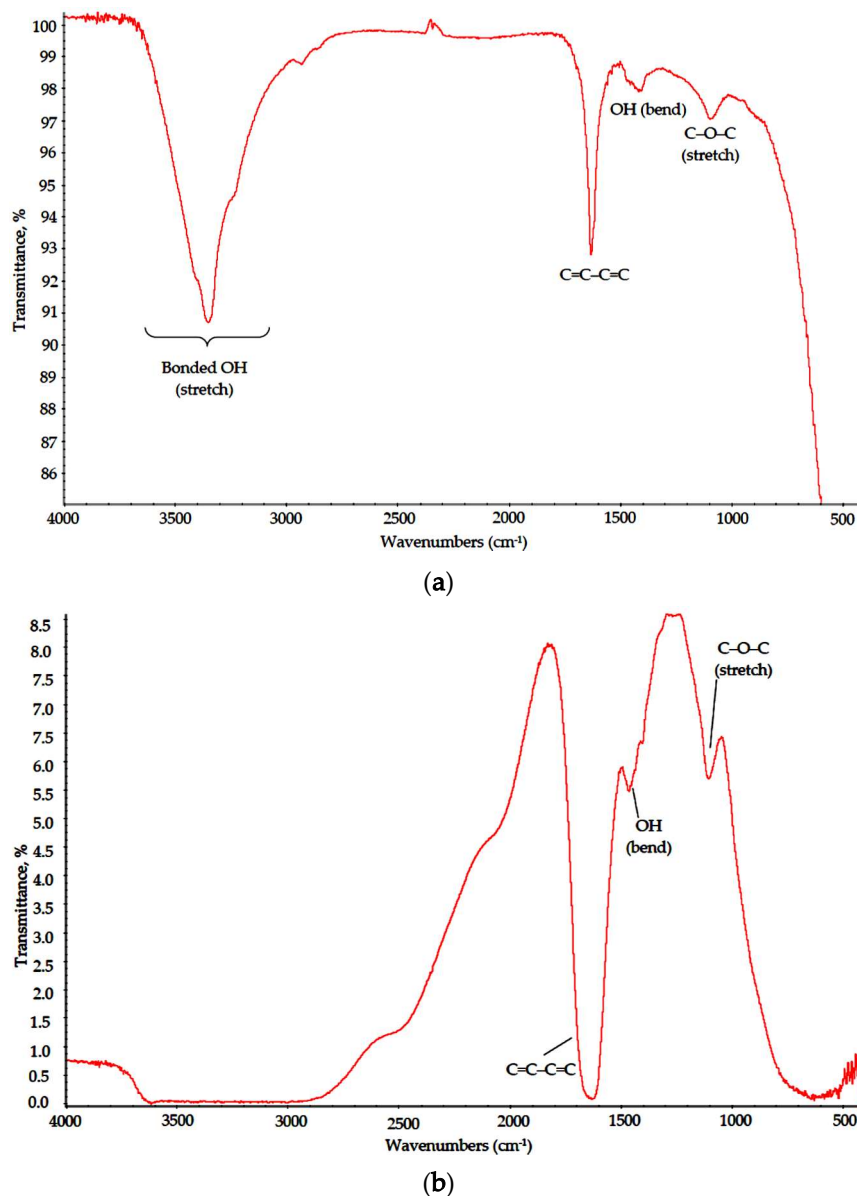 100
99
98
97
96
95
94
93
92
91
90
89
88
87
86
Transmittance, %
OH (bend)
C–O–C
(stretch)
C=C–C=C
Bonded OH
(stretch)
4000 3500 3000 2500 2000 1500 1000 500
Wavenumbers (cm-1)
(a)
8.5
8.0
7.5
7.0
6.5
6.0
5.5
5.0
4.5
4.0
3.5
3.0
2.5
2.0
1.5
1.0
0.5
0.0
Transmittance, %
C–O–C
(stretch)
OH
(bend)
C=C–C=C
4000 3500 3000 2500 2000 1500 1000 500
Wavenumbers (cm-1)
(b)